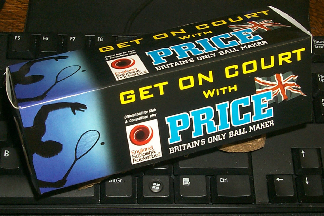 GET ON COURT
WITH
PRICE
BRITAIN'S ONLY BALL MAKER
GET ON COURT
WITH
PRICE
BRITAIN'S ONLY BALL MAKER